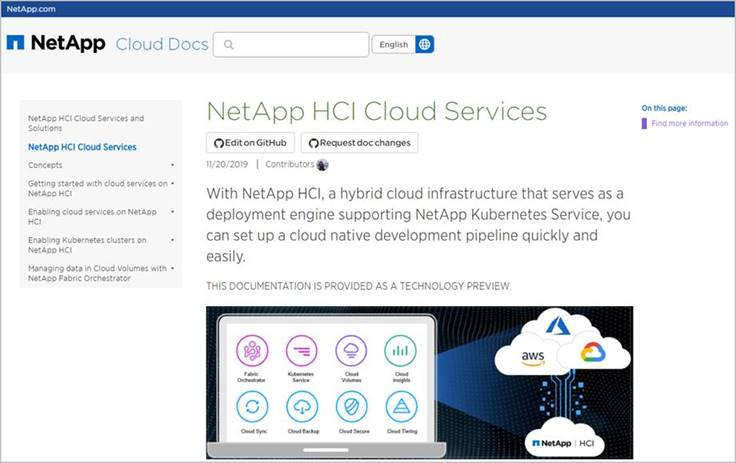 NetApp.com
NetApp Cloud Docs
English
NetApp HCI Cloud Services and
Solutions
NetApp HCI Cloud Services
Concepts
Getting started with cloud services on
NetApp HCI
Enabling cloud services on NetApp
HCI
Enabling Kubernetes clusters on
NetApp HCI
Managing data in Cloud Volumes with
NetApp Fabric Orchestrator
NetApp HCI Cloud Services
Edit on GitHub Request doc changes
11/20/2019 | Contributors
With NetApp HCI, a hybrid cloud infrastructure that serves as a
deployment engine supporting NetApp Kubernetes Service, you
can set up a cloud native development pipeline quickly and
easily.
THIS DOCUMENTATION IS PROVIDED AS A TECHNOLOGY PREVIEW.
Fabric
Orchestrator
Kubernetes
Service
Cloud
Volumes
Cloud
Insights
Cloud Sync
Cloud Backup
Cloud Secure
Cloud Tiering
aws
NetApp | HCI
On this page:
Find more information